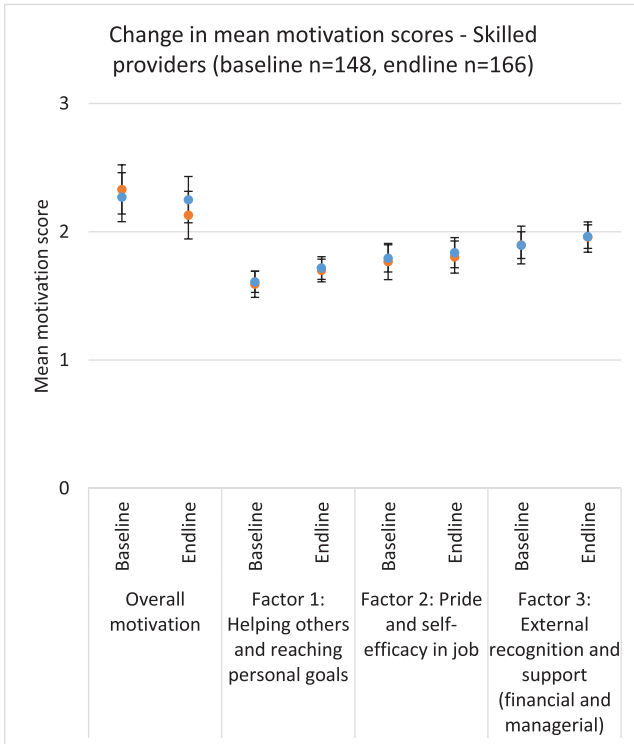 Change in mean motivation scores - Skilled
providers (baseline n=148, endline n=166)
3
2
1
0
Mean motivation score
Baseline
Endline
Baseline
Endline
Baseline
Endline
Baseline
Endline
Overall
motivation
Factor 1:
Helping others
and reaching
personal goals
Factor 2: Pride
and self-
efficacy in job
Factor 3:
External
recognition and
support
(financial and
managerial)